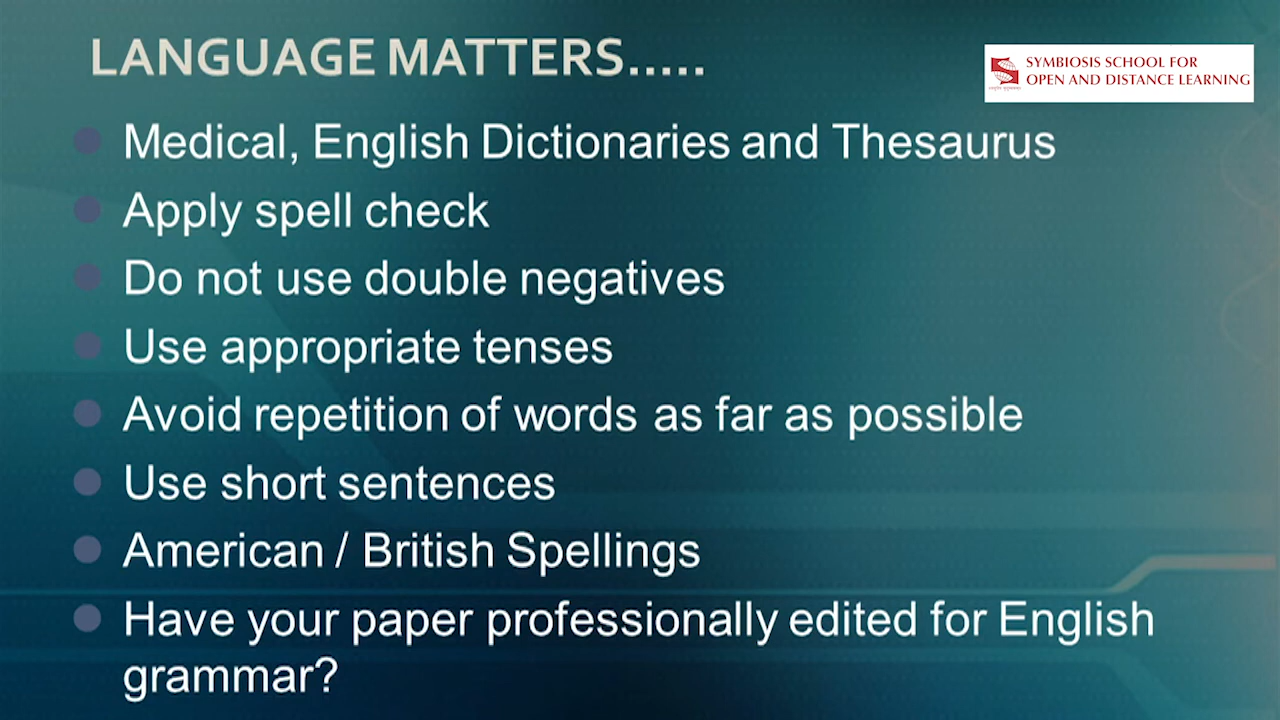 LANGUAGE MATTERS.....
SYMBIOSIS SCHOOL FOR
OPEN AND DISTANCE LEARNING
Medical, English Dictionaries and Thesaurus
Apply spell check
Do not use double negatives
Use appropriate tenses
Avoid repetition of words as far as possible
Use short sentences
American / British Spellings
Have your paper professionally edited for English
grammar?